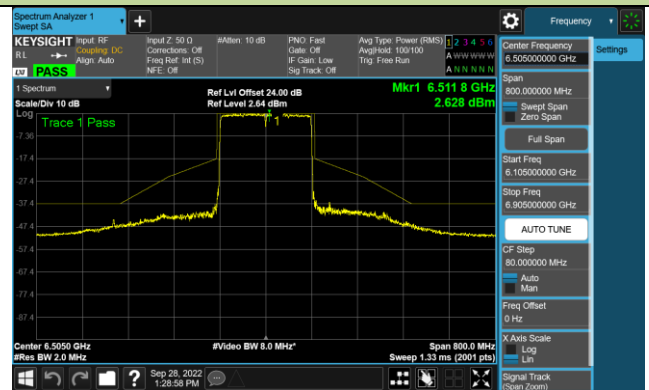 Spectrum Analyzer 1
Swept SA
Frequency
KEYSIGHT
Input: RF
Coupling: DC
Align: Auto
Input Z: 50 Ω
Corrections: Off
Freq Ref: Int (S)
NFE: Off
#Atten: 10 dB
PNO: Fast
Gate: Off
IF Gain: Low
Sig Track: Off
Avg Type: Power (RMS)
Avg|Hold: 100/100
Trig: Free Run
1 2 3 4 5 6
A W W W W W
A N N N N N
R L
LXI
PASS
1 Spectrum
Scale/Div 10 dB
Ref Lvl Offset 24.00 dB
Ref Level 2.64 dBm
Mkr1 6.511 8 GHz
2.628 dBm
Log
Trace 1 Pass
1
-7.36
-17.4
-27.4
-37.4
-47.4
-57.4
-67.4
-77.4
-87.4
Center 6.5050 GHz
#Res BW 2.0 MHz
#Video BW 8.0 MHz*
Span 800.0 MHz
Sweep 1.33 ms (2001 pts)
Center Frequency
6.505000000 GHz
Settings
Span
800.000000 MHz
Swept Span
Zero Span
Full Span
Start Freq
6.105000000 GHz
Stop Freq
6.905000000 GHz
AUTO TUNE
CF Step
80.000000 MHz
Auto
Man
Freq Offset
0 Hz
X Axis Scale
Log
Lin
Signal Track
(Span Zoom)
?
Sep 28, 2022
1:28:58 PM